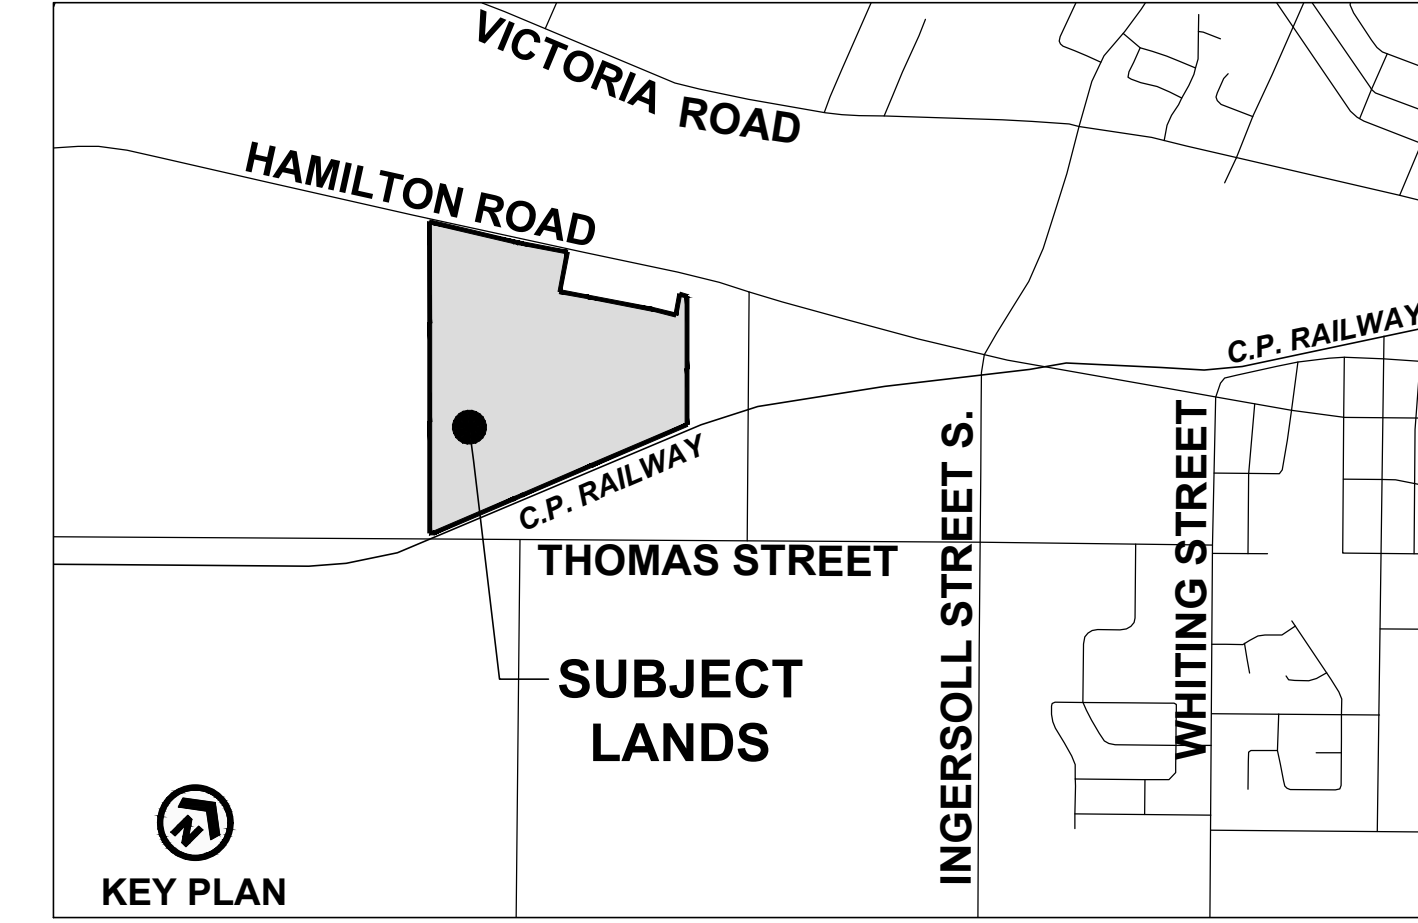 VICTORIA ROAD
HAMILTON ROAD
C.P. RAILWAY
C.P. RAILWAY
THOMAS STREET
INGERSOLL STREET S.
WHITING STREET
SUBJECT
LANDS
N
KEY PLAN